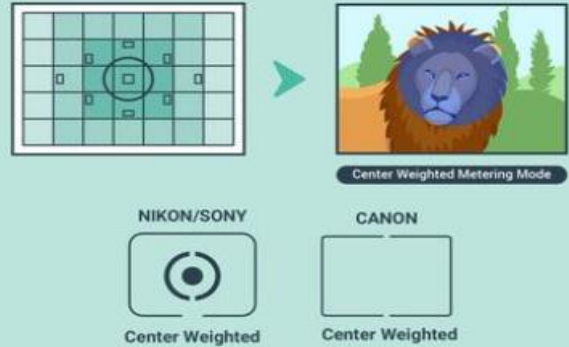 Center Weighted Metering Mode
NIKON/SONY
CANON
Center Weighted
Center Weighted